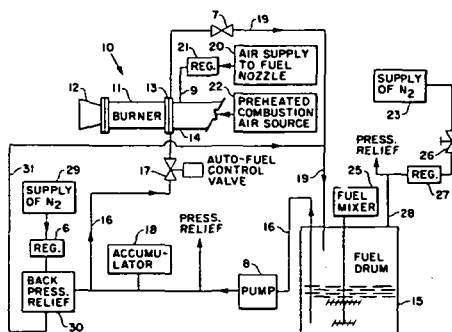 7
19
10
21
20
REG.
AIR SUPPLY
TO FUEL
NOZZLE
13
9
12
11
BURNER
22
PREHEATED
COMBUSTION
AIR SOURCE
14
SUPPLY
OF N2
23
26
PRESS.
RELIEF
REG.
27
25
FUEL
MIXER
28
19
31
29
SUPPLY
OF N2
17
AUTO-FUEL
CONTROL
VALVE
16
18
PRESS.
RELIEF
16
6
REG.
ACCUMU-
LATOR
8
PUMP
FUEL
DRUM
15
BACK
PRESS.
RELIEF
30